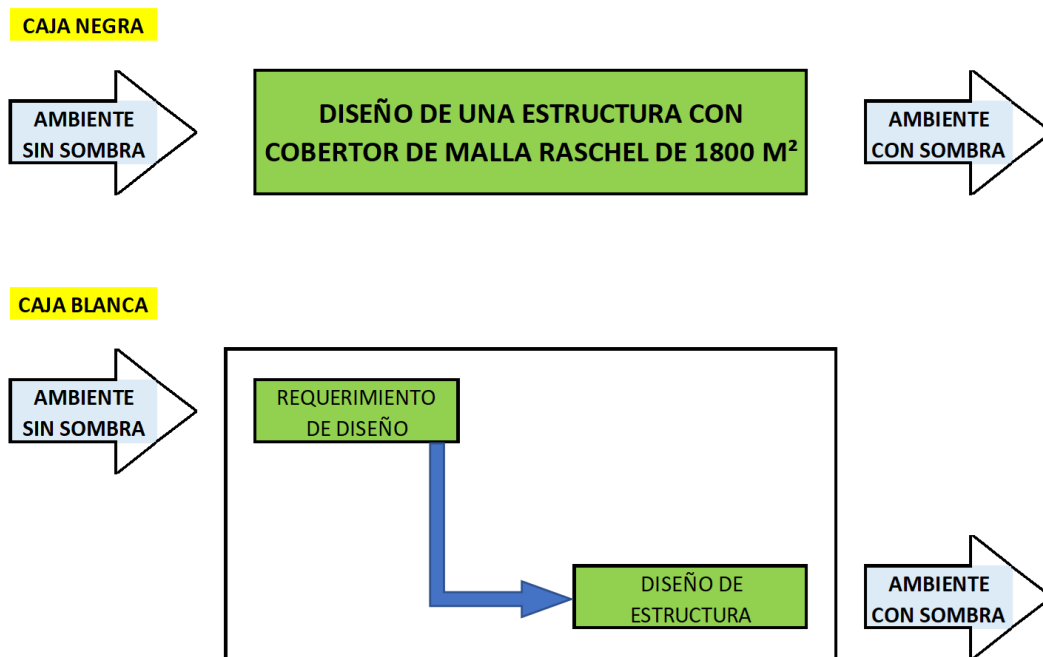 CAJA NEGRA
AMBIENTE
SIN SOMBRA
DISEÑO DE UNA ESTRUCTURA CON
COBERTOR DE MALLA RASCHEL DE 1800 M²
AMBIENTE
CON SOMBRA
CAJA BLANCA
AMBIENTE
SIN SOMBRA
REQUERIMIENTO
DE DISEÑO
DISEÑO DE
ESTRUCTURA
AMBIENTE
CON SOMBRA